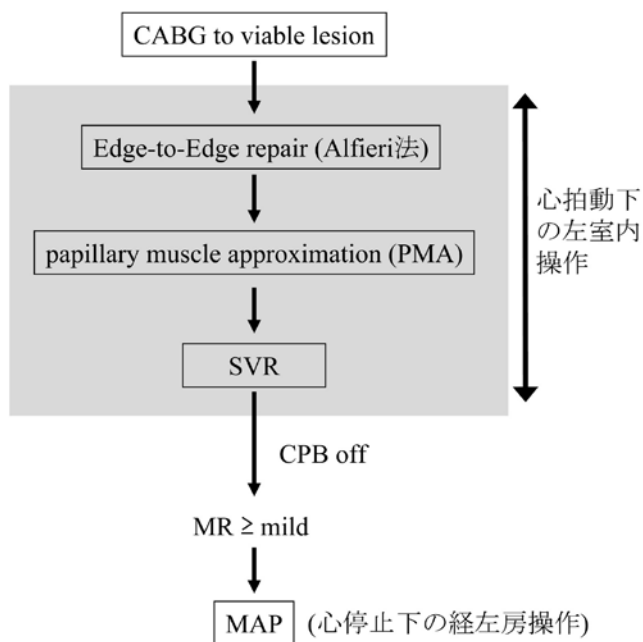 CABG to viable lesion
Edge-to-Edge repair (Alfieri法)
papillary muscle approximation (PMA)
SVR
心拍動下
の左室内
操作
CPB off
MR ≧ mild
MAP (心停止下の経左房操作)